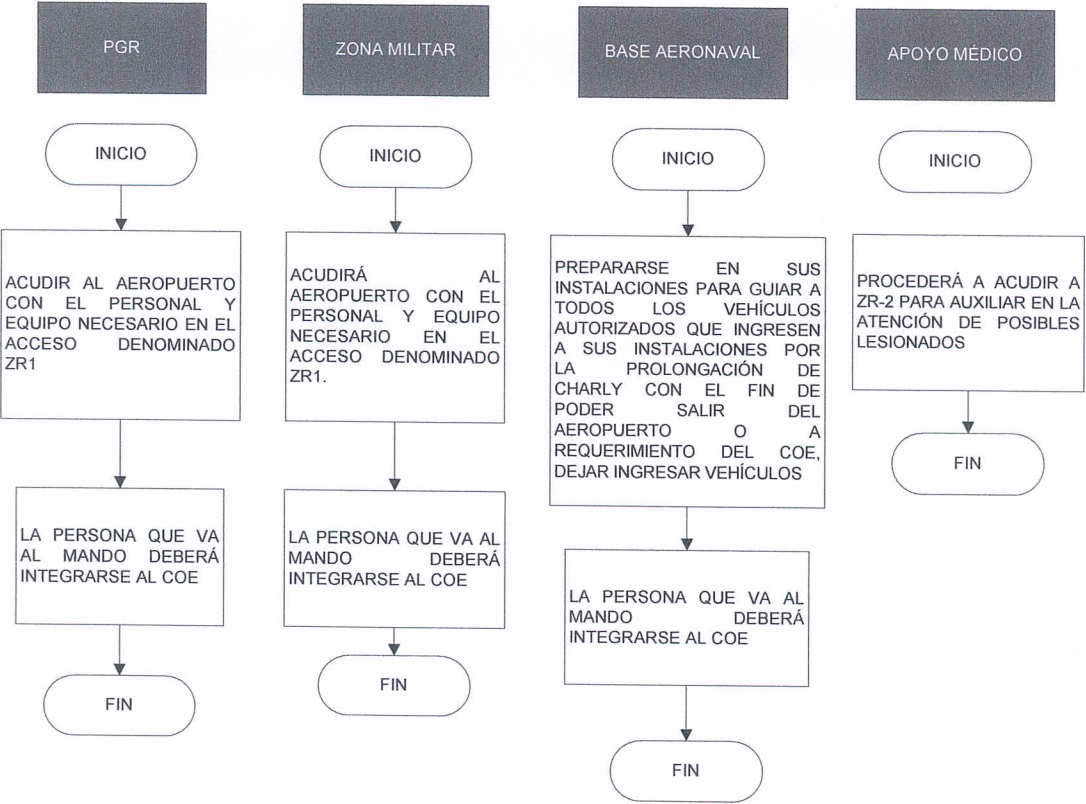 PGR
INICIO
ACUDIR AL AEROPUERTO
CON EL PERSONAL Y
EQUIPO NECESARIO EN EL
ACCESO DENOMINADO
ZR1
LA PERSONA QUE VA
AL MANDO DEBERÁ
INTEGRARSE AL COE
FIN
ZONA MILITAR
INICIO
ACUDIRÁ AL
AEROPUERTO CON EL
PERSONAL Y EQUIPO
NECESARIO EN EL
ACCESO DENOMINADO
ZR1.
LA PERSONA QUE VA AL
MANDO DEBERÁ
INTEGRARSE AL COE
FIN
BASE AERONAVAL
INICIO
PREPARARSE EN SUS
INSTALACIONES PARA GUIAR A
TODOS LOS VEHÍCULOS
AUTORIZADOS QUE INGRESEN
A SUS INSTALACIONES POR
LA PROLONGACIÓN DE
CHARLY CON EL FIN DE
PODER SALIR DEL
AEROPUERTO O A
REQUERIMIENTO DEL COE,
DEJAR INGRESAR VEHÍCULOS
LA PERSONA QUE VA AL
MANDO DEBERÁ
INTEGRARSE AL COE
FIN
APOYO MÉDICO
INICIO
PROCEDERÁ A ACUDIR A
ZR-2 PARA AUXILIAR EN LA
ATENCIÓN DE POSIBLES
LESIONADOS
FIN